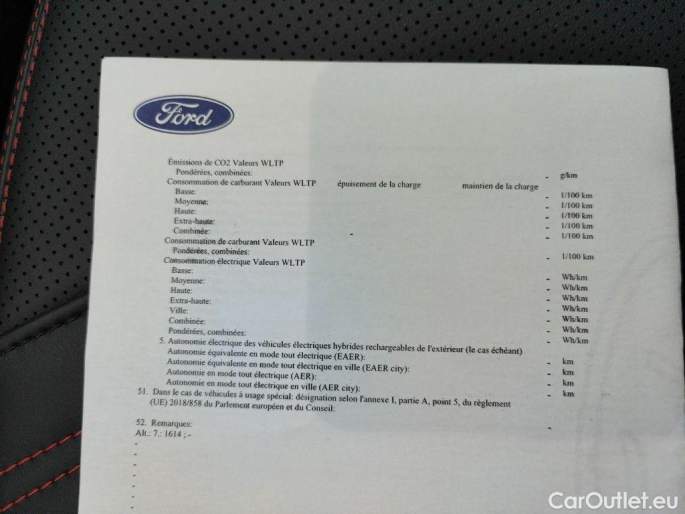 Ford
Émissions de CO2 Valeurs WLTP
Pondérées, combinées: - g/km
Consommation de carburant Valeurs WLTP épuisement de la charge maintien de la charge
Basse: - 1/100 km
Moyenne: - 1/100 km
Haute: - 1/100 km
Extra-haute: - 1/100 km
Combinée: - - 1/100 km
Consommation de carburant Valeurs WLTP
Pondérées, combinées: - 1/100 km
Consommation électrique Valeurs WLTP
Basse: - Wh/km
Moyenne: - Wh/km
Haute: - Wh/km
Extra-haute: - Wh/km
Ville: - Wh/km
Combinée: - Wh/km
Pondérées, combinées: - Wh/km
5. Autonomie électrique des véhicules électriques hybrides rechargeables de l'extérieur (le cas échéant)
Autonomie équivalente en mode tout électrique (EAER): - km
Autonomie équivalente en mode tout électrique en ville (EAER city): - km
Autonomie en mode tout électrique (AER): - km
Autonomie en mode tout électrique en ville (AER city): - km
51. Dans le cas de véhicules à usage spécial: désignation selon l'annexe I, partie A, point 5, du règlement
(UE) 2018/858 du Parlement européen et du Conseil: -
52. Remarques:
Alt.: 7.: 1614 ; -
-
-
-
-
-
-
-
CarOutlet.eu